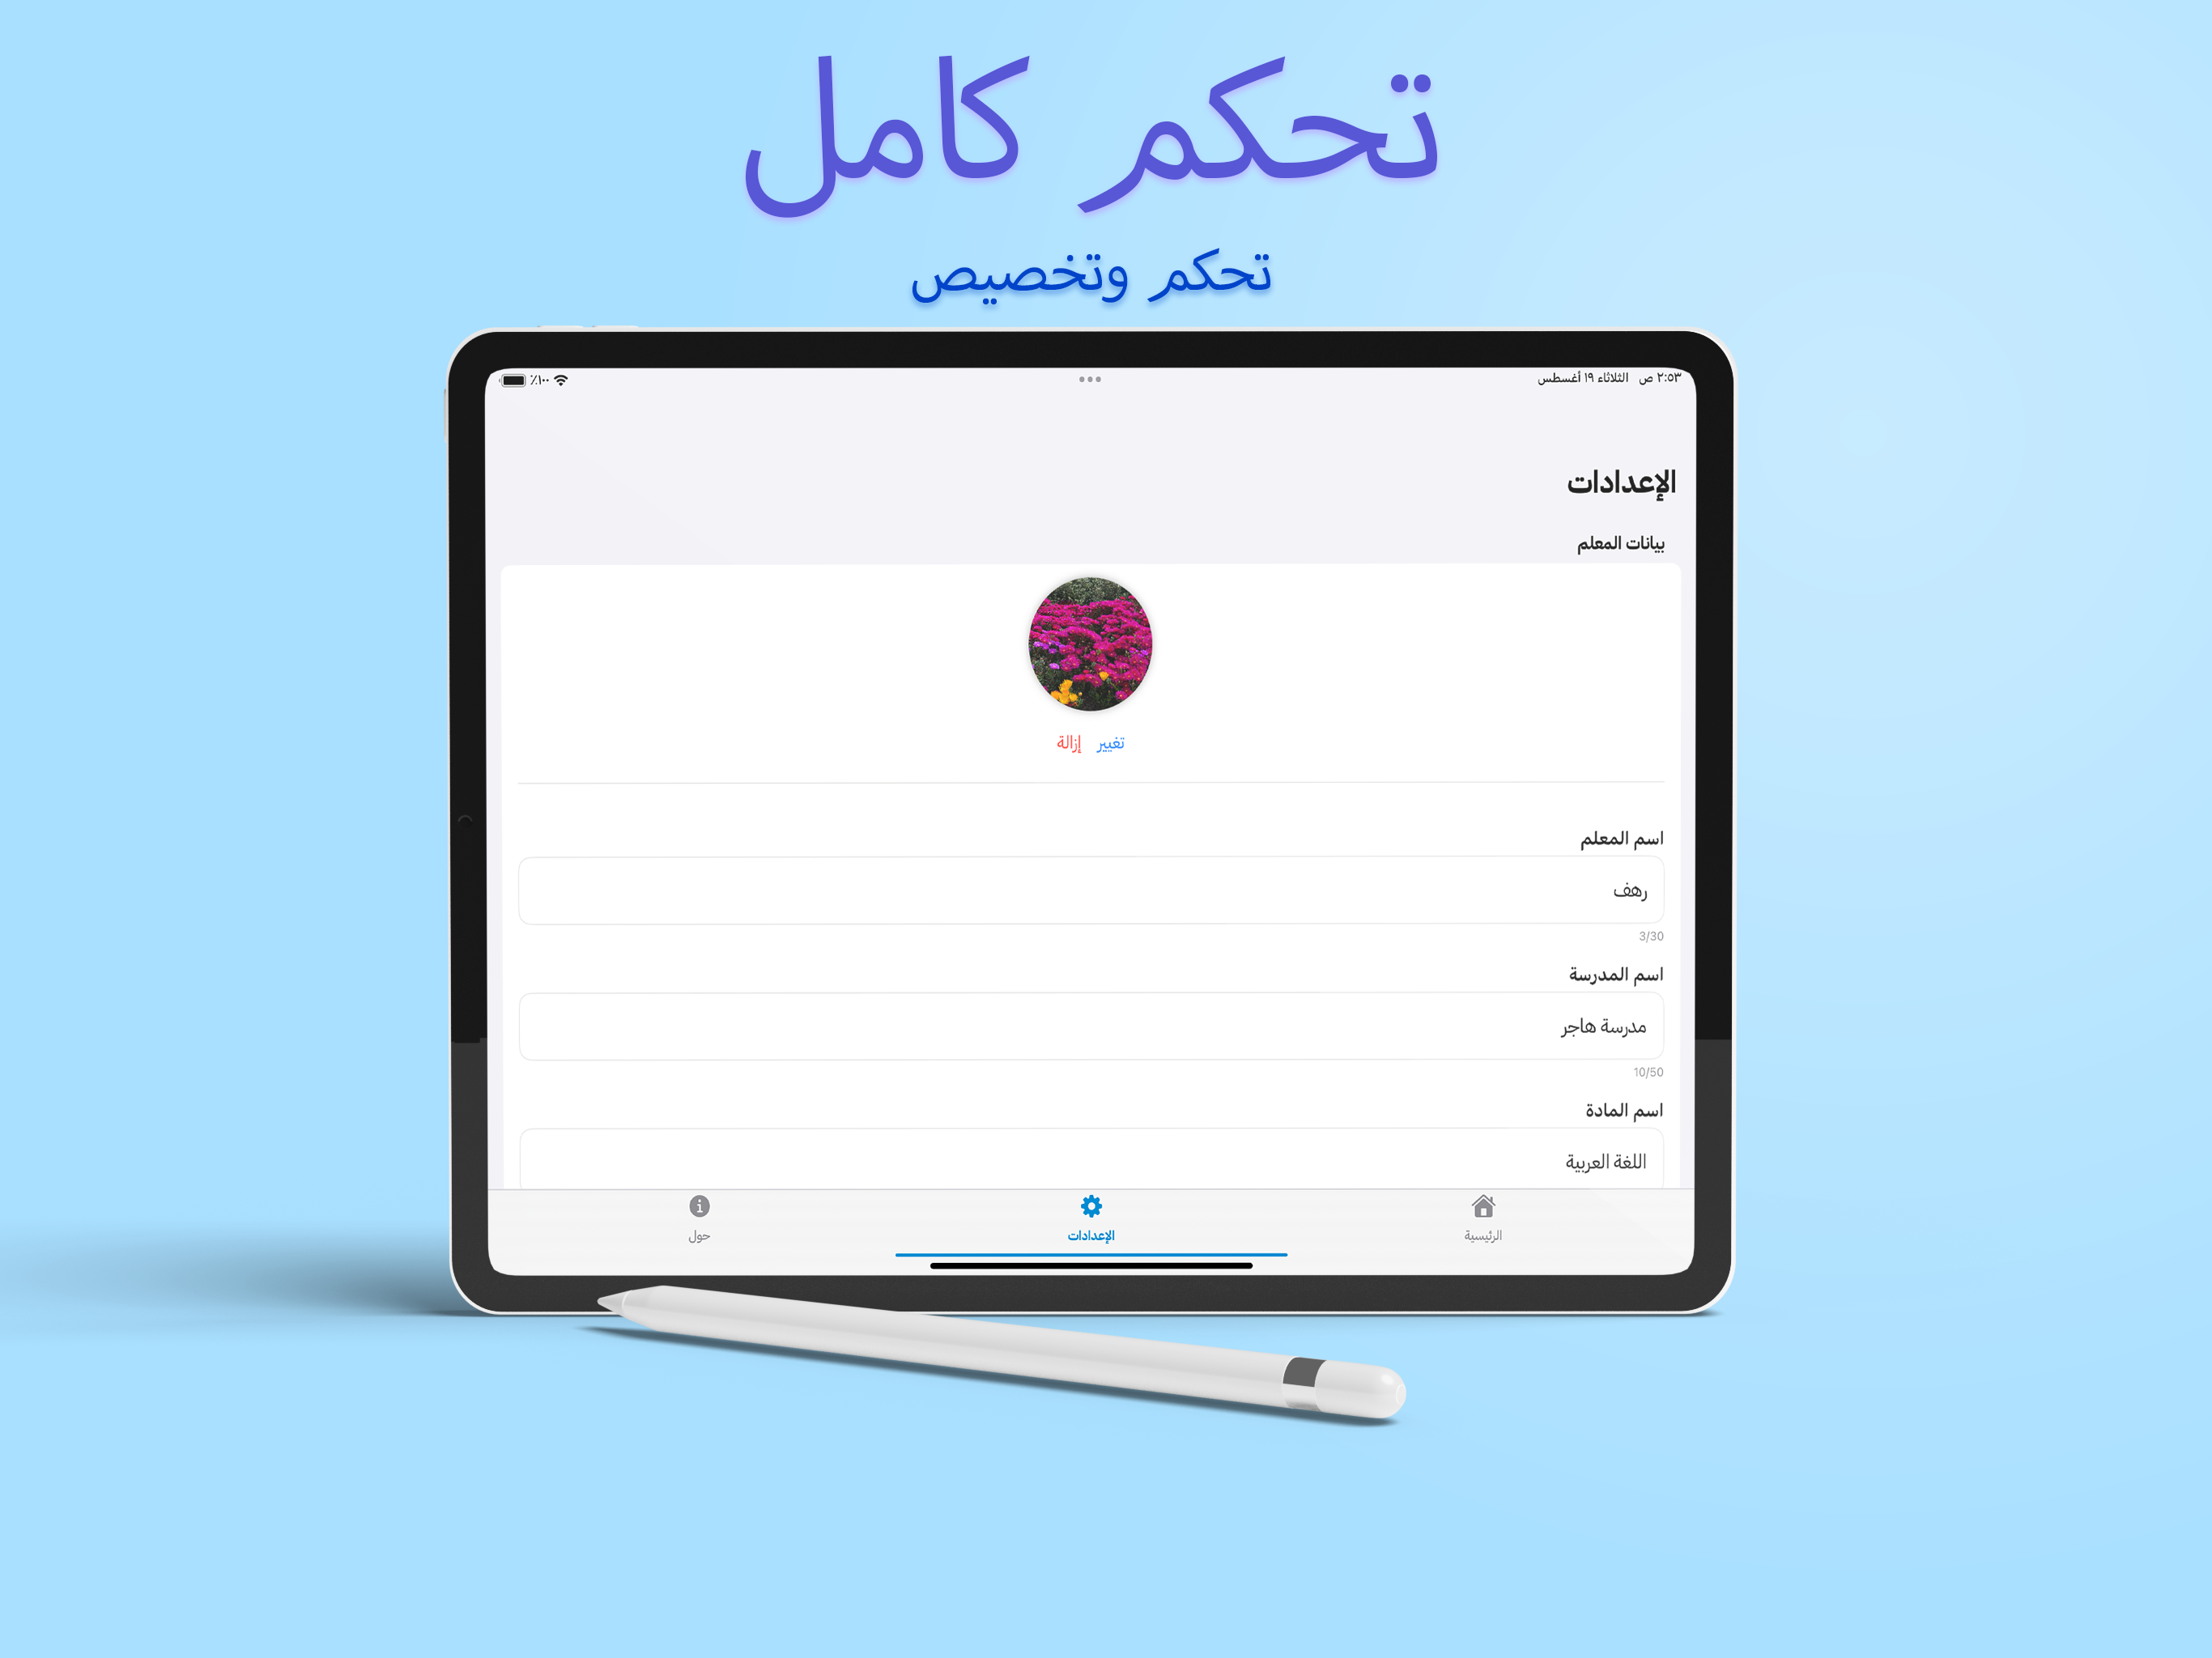 تحكم كامل
تحكم وتخصيص
٢:٥٣ ص الثلاثاء ١٩ أغسطس
٪١٠٠
الإعدادات
بيانات المعلم
تغيير إزالة
اسم المعلم
رهف
3/30
اسم المدرسة
مدرسة هاجر
10/50
اسم المادة
اللغة العربية
الرئيسية الإعدادات حول